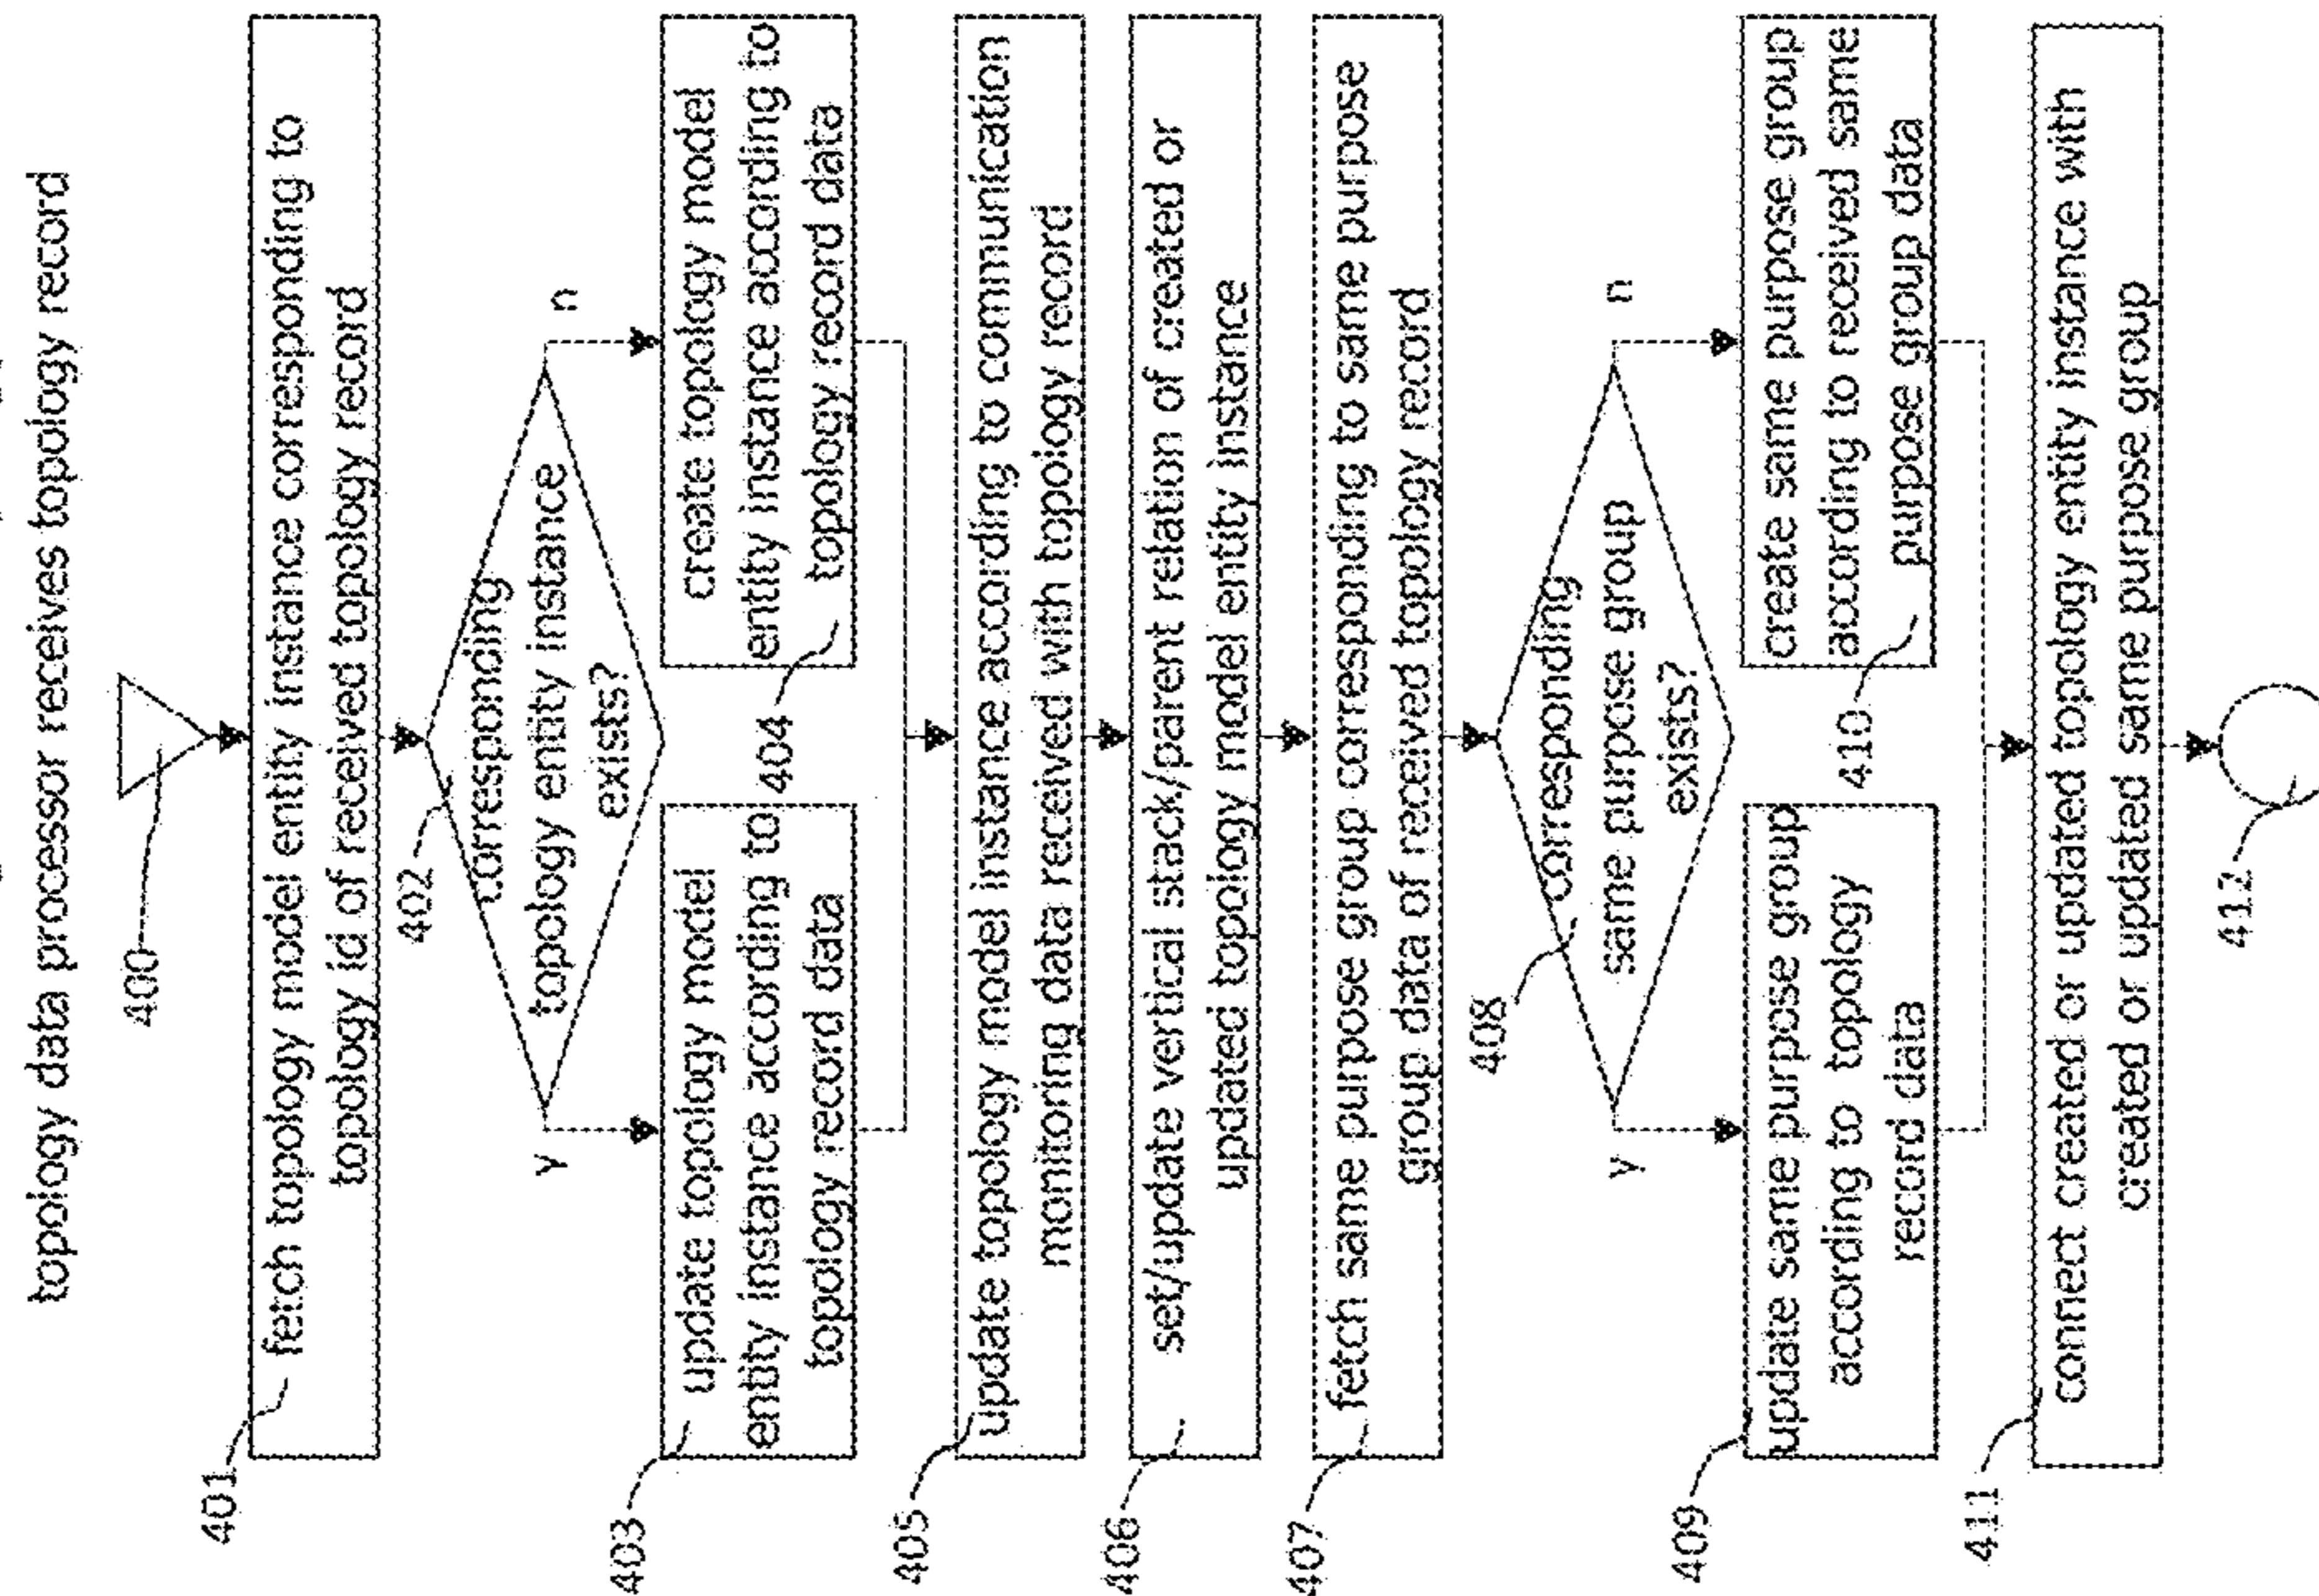 topology data processor receives topology record
400
401
fetch topology model entity instance corresponding to
topology id of received topology record
402
corresponding
topology entity instance
exists?
y
n
403
update topology model
entity instance according to
topology record data
404
create topology model
entity instance according to
topology record data
405
update topology model instance according to communication
monitoring data received with topology record
406
set/update vertical stack/parent relation of created or
updated topology model entity instance
407
fetch same purpose group corresponding to same purpose
group data of received topology record
408
corresponding
same purpose group
exists?
y
n
409
update same purpose group
according to topology
record data
410
create same purpose group
according to received same
purpose group data
411
connect created or updated topology entity instance with
created or updated same purpose group
412